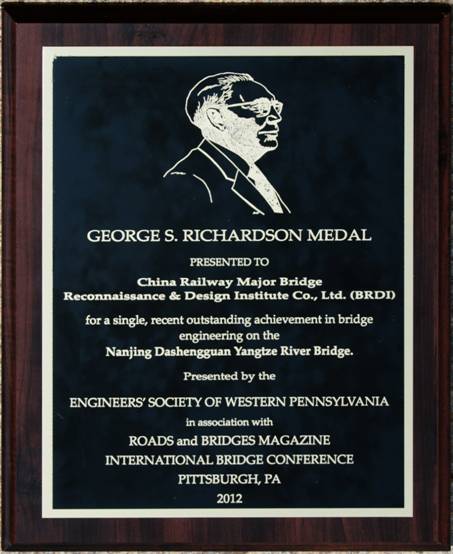 GEORGE S. RICHARDSON MEDAL
PRESENTED TO
China Railway Major Bridge
Reconnaissance & Design Institute Co., Ltd. (BRDI)
for a single, recent outstanding achievement in bridge
engineering on the
Nanjing Dashengguan Yangtze River Bridge.
Presented by the
ENGINEERS' SOCIETY OF WESTERN PENNSYLVANIA
in association with
ROADS and BRIDGES MAGAZINE
INTERNATIONAL BRIDGE CONFERENCE
PITTSBURGH, PA
2012